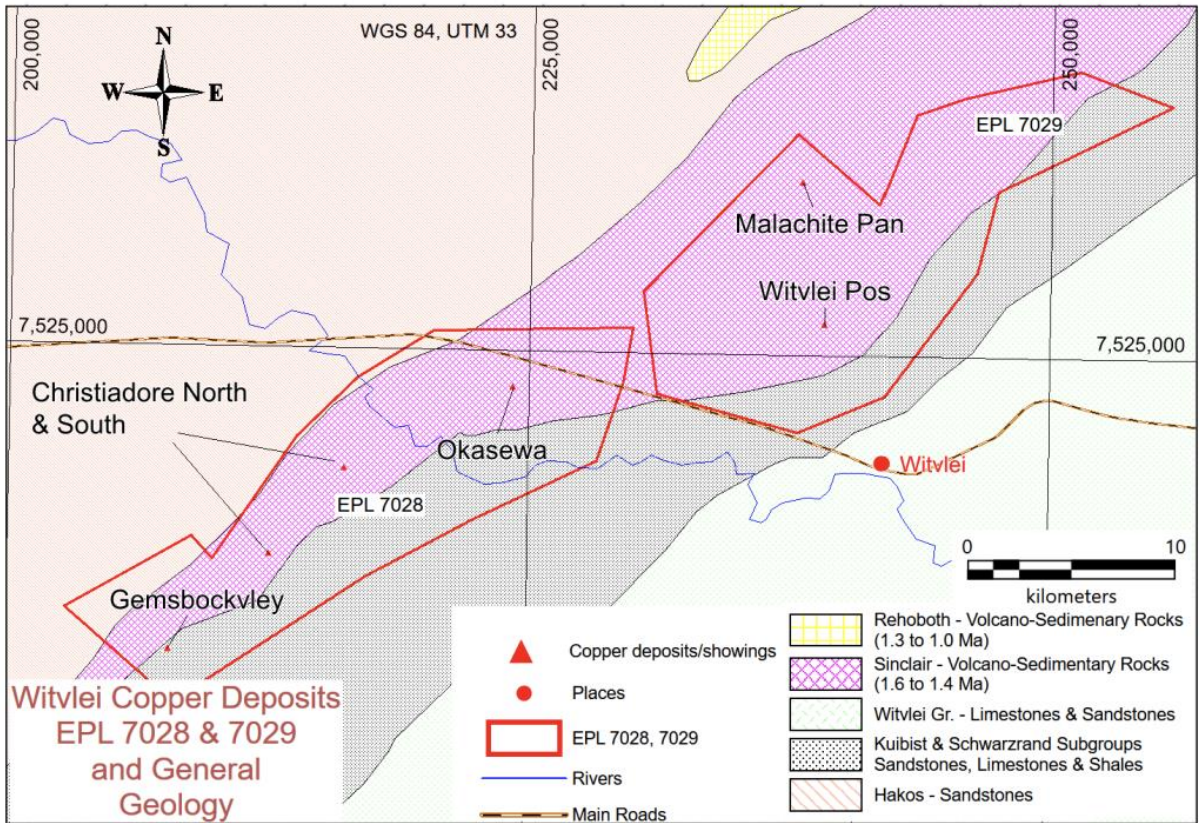 WGS 84, UTM 33
200,000
225,000
250,000
N
W
E
S
EPL 7029
Malachite Pan
Witvlei Pos
7,525,000
7,525,000
Christiadore North
& South
Okasewa
Witvlei
EPL 7028
Gemsbockvley
0
10
kilometers
Copper deposits/showings
Places
EPL 7028, 7029
Rivers
Main Roads
Rehoboth - Volcano-Sedimenary Rocks
(1.3 to 1.0 Ma)
Sinclair - Volcano-Sedimentary Rocks
(1.6 to 1.4 Ma)
Witvlei Gr. - Limestones & Sandstones
Kuibist & Schwarzrand Subgroups
Sandstones, Limestones & Shales
Hakos - Sandstones
Witvlei Copper Deposits
EPL 7028 & 7029
and General
Geology